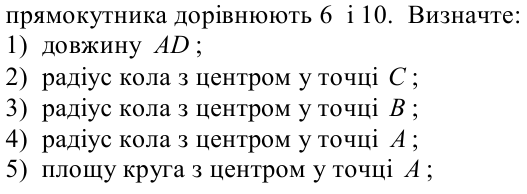 прямокутника дорівнюють 6 і 10. Визначте:
1) довжину AD ;
2) радіус кола з центром у точці C ;
3) радіус кола з центром у точці B ;
4) радіус кола з центром у точці A ;
5) площу круга з центром у точці A ;